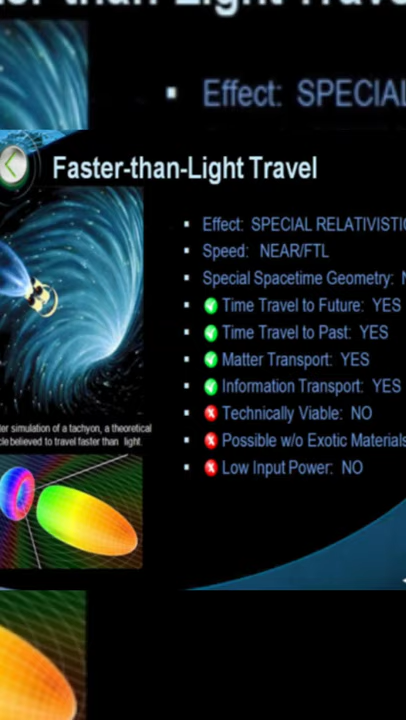 Effect: SPECIAL
Faster-than-Light Travel
Effect: SPECIAL RELATIVISTIC
Speed: NEAR/FTL
Special Spacetime Geometry:
Time Travel to Future: YES
Time Travel to Past: YES
Matter Transport: YES
Information Transport: YES
Technically Viable: NO
Possible w/o Exotic Materials
Low Input Power: NO
simulation of a tachyon, a theoretical
believed to travel faster than light.